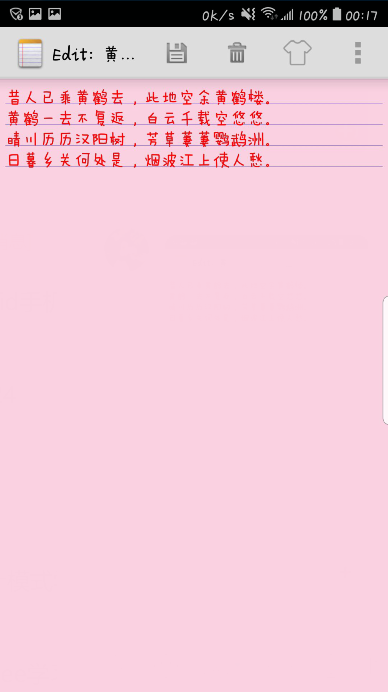 0K/s 100% 00:17
Edit: 黄...
昔人已乘黄鹤去，此地空余黄鹤楼。
黄鹤一去不复返，白云千载空悠悠。
晴川历历汉阳树，芳草萋萋鹦鹉洲。
日暮乡关何处是，烟波江上使人愁。